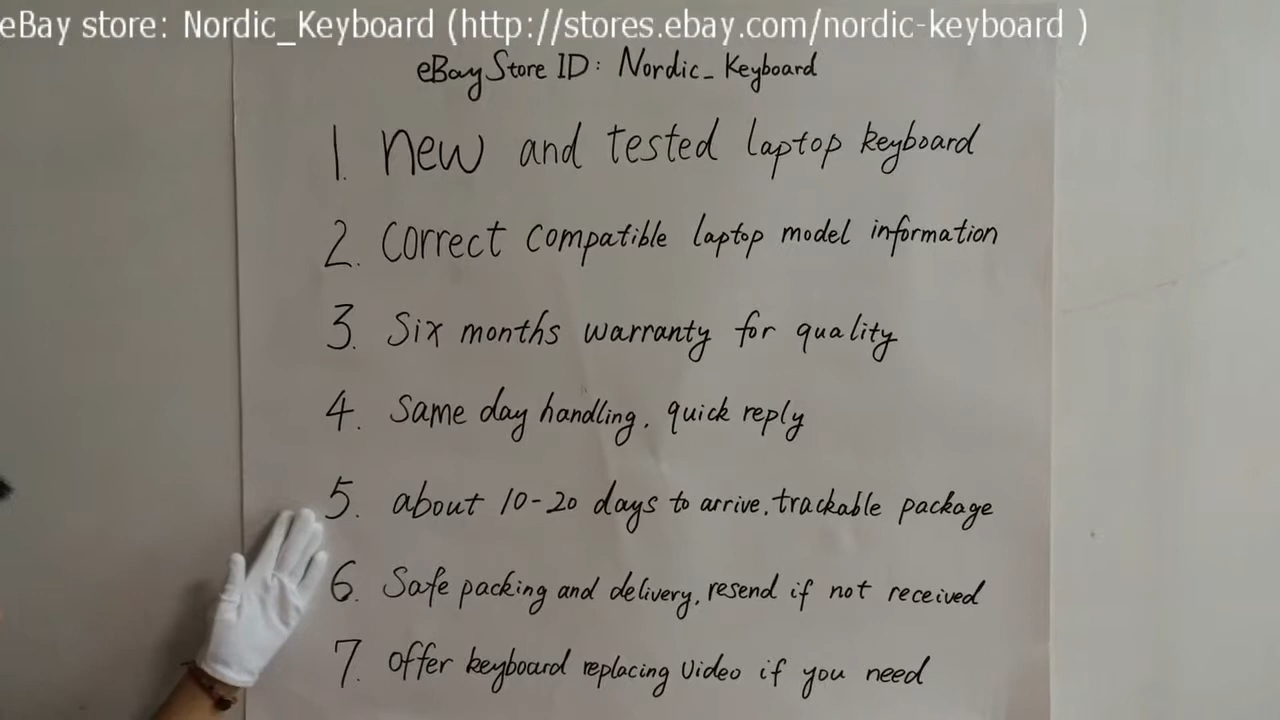 eBay store: Nordic_Keyboard (http://stores.ebay.com/nordic-keyboard )
eBay Store ID: Nordic_Keyboard
1. new and tested laptop keyboard
2. Correct compatible laptop model information
3. Six months warranty for quality
4. Same day handling, quick reply
5. about 10-20 days to arrive, trackable package
6. Safe packing and delivery, resend if not received
7. Offer keyboard replacing video if you need